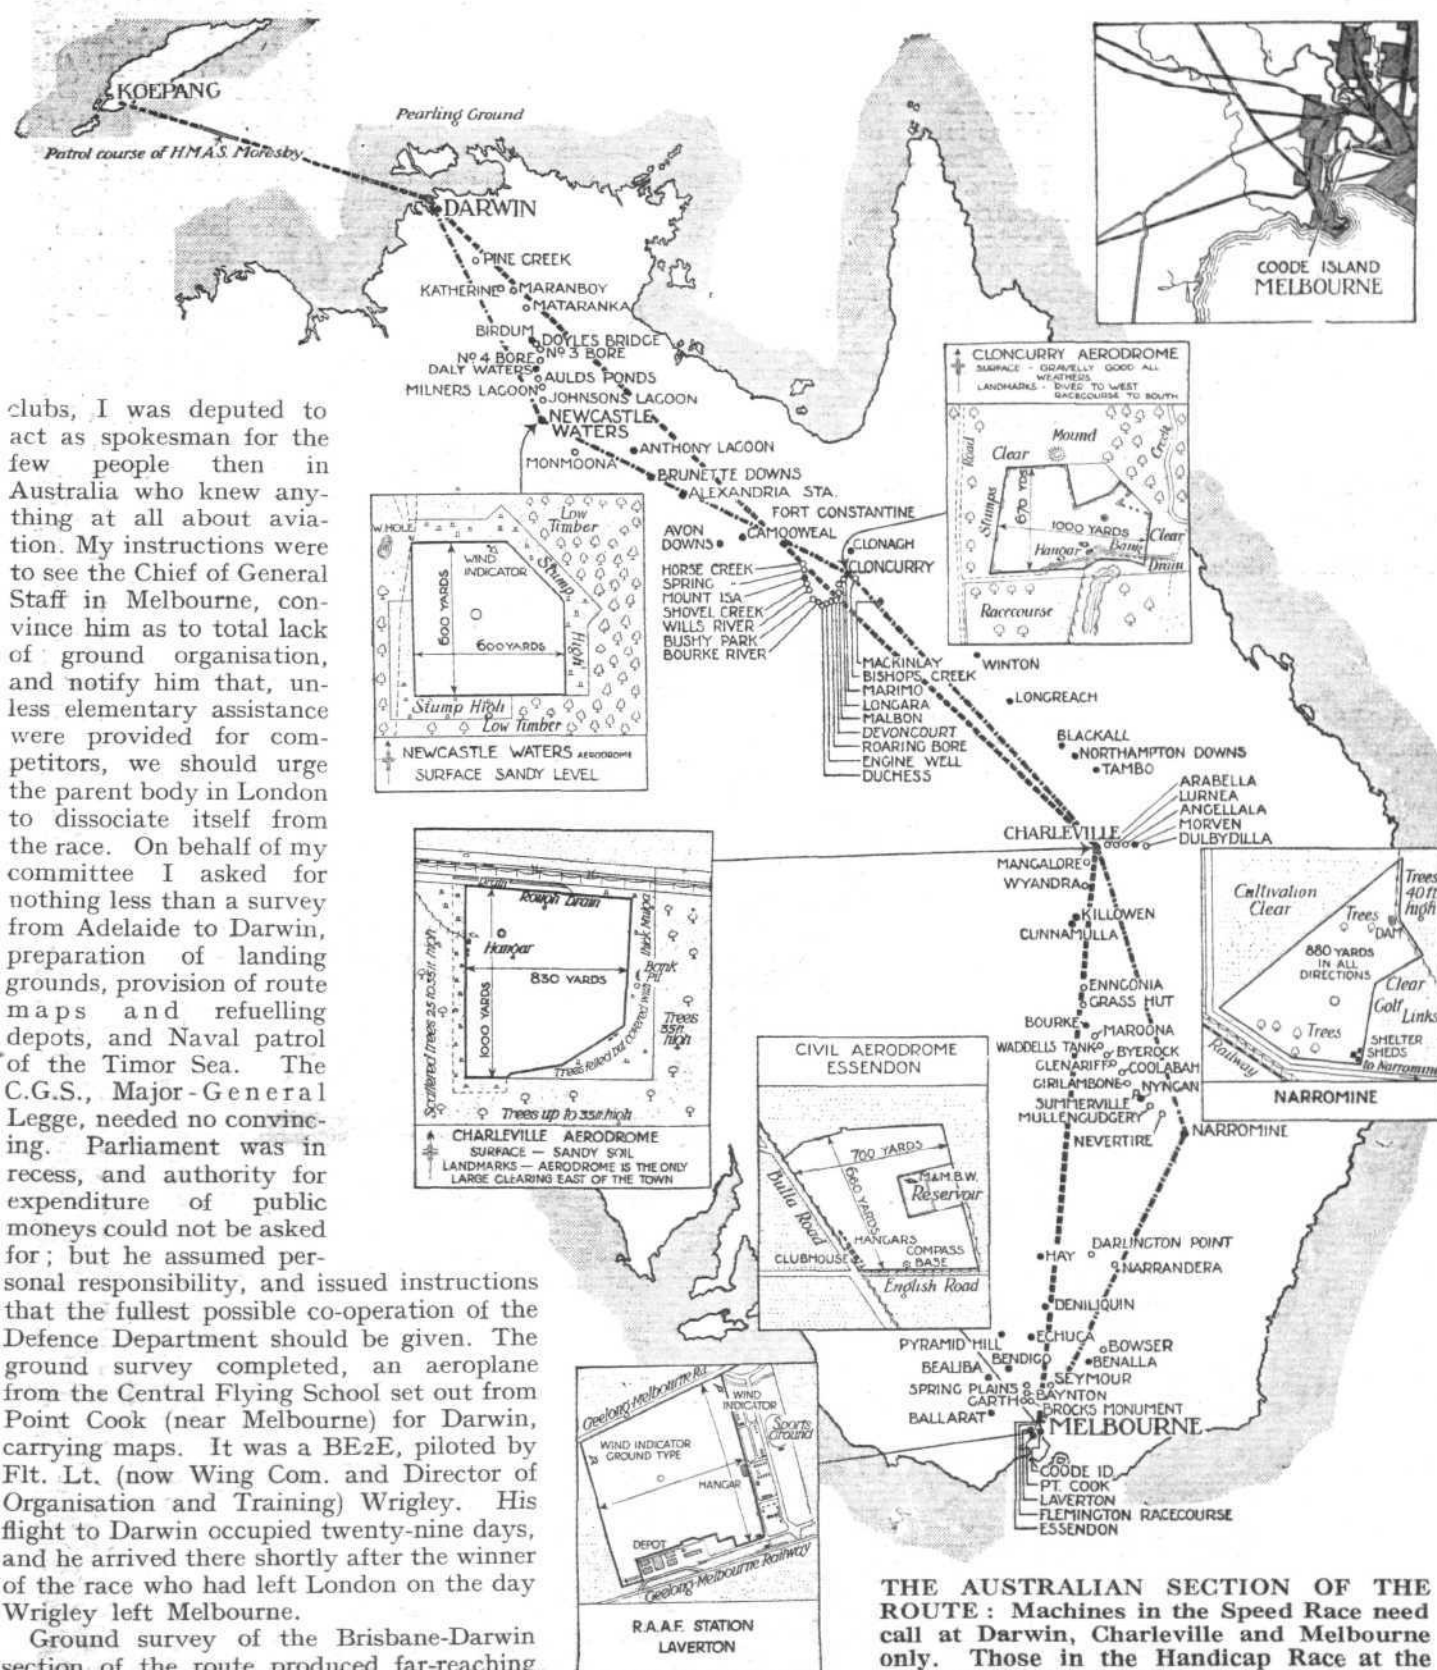 KOEPANG
Patrol course of H.M.A.S. Moresby
Pearling Ground
DARWIN
PINE CREEK
KATHERINE
MARANBOY
MATARANKA
BIRDUM
DOYLES BRIDGE
Nº 4 BORE
Nº 3 BORE
DALY WATERS
AULDS PONDS
MILNERS LAGOON
JOHNSONS LAGOON
NEWCASTLE
WATERS
ANTHONY LAGOON
MONMOONA
BRUNETTE DOWNS
ALEXANDRIA STA.
FORT CONSTANTINE
AVON
DOWNS
CAMOOWEAL
CLONAGH
CLONCURRY
HORSE CREEK
SPRING
MOUNT ISA
SHOVEL CREEK
WILLS RIVER
BUSHY PARK
BOURKE RIVER
MACKINLAY
BISHOPS CREEK
MARIMO
LONGARA
MALBON
DEVONCOURT
ROARING BORE
ENGINE WELL
DUCHESS
WINTON
LONGREACH
BLACKALL
NORTHAMPTON DOWNS
TAMBO
ARABELLA
LURNEA
ANGELLALA
MORVEN
DULBYDILLA
CHARLEVILLE
MANGALORE
WYANDRA
KILLOWEN
CUNNAMULLA
ENNGONIA
GRASS HUT
BOURKE
MAROONA
WADDELLS TANK
BYEROCK
GLENARIFF
COOLABAH
GIRILAMBONE
NYNGAN
SUMMERVILLE
MULLENGUDGERY
NEVERTIRE
NARROMINE
HAY
DARLINGTON POINT
NARRANDERA
DENILIQUIN
PYRAMID HILL
ECHUCA
BOWSER
BENDIGO
BENALLA
BEALIBA
SEYMOUR
SPRING PLAINS
BAYNTON
GARTH
BROCKS MONUMENT
BALLARAT
MELBOURNE
COODE ID.
PT. COOK
LAVERTON
FLEMINGTON RACECOURSE
ESSENDON
COODE ISLAND
MELBOURNE
CLONCURRY AERODROME
SURFACE - GRAVELLY GOOD ALL
WEATHERS
LANDMARKS - RIVER TO WEST
RACECOURSE TO SOUTH
Road
Mound
Clear
Creek
Stumps
670 YDS
1000 YARDS
Clear
Hangar
Bank
Drain
Racecourse
W. HOLE
Low
Timber
WIND
INDICATOR
Stump
High
600 YARDS
600 YARDS
Stump High
Low Timber
NEWCASTLE WATERS AERODROME
SURFACE SANDY LEVEL
Drain
Rough Drain
Hangar
830 YARDS
1000 YARDS
Bank
Pit
Trees
35ft
high
Scattered trees 25 to 35 ft high
Trees up to 35ft high
CHARLEVILLE AERODROME
SURFACE — SANDY SOIL
LANDMARKS — AERODROME IS THE ONLY
LARGE CLEARING EAST OF THE TOWN
Cultivation
Clear
Trees
40ft
high
Trees
DAM
880 YARDS
IN ALL
DIRECTIONS
Clear
Golf
Links
Trees
SHELTER
SHEDS
to Narromine
Railway
NARROMINE
CIVIL AERODROME
ESSENDON
700 YARDS
660 YARDS
M&M.B.W.
Reservoir
Bulla Road
HANGARS
CLUBHOUSE
COMPASS
BASE
English Road
Geelong-Melbourne Rd.
WIND
INDICATOR
Sports
Ground
WIND INDICATOR
GROUND TYPE
HANGAR
DEPOT
Geelong-Melbourne Railway
R.A.A.F. STATION
LAVERTON
clubs, I was deputed to
act as spokesman for the
few people then in
Australia who knew any-
thing at all about avia-
tion. My instructions were
to see the Chief of General
Staff in Melbourne, con-
vince him as to total lack
of ground organisation,
and notify him that, un-
less elementary assistance
were provided for com-
petitors, we should urge
the parent body in London
to dissociate itself from
the race. On behalf of my
committee I asked for
nothing less than a survey
from Adelaide to Darwin,
preparation of landing
grounds, provision of route
maps and refuelling
depots, and Naval patrol
of the Timor Sea. The
C.G.S., Major-General
Legge, needed no convinc-
ing. Parliament was in
recess, and authority for
expenditure of public
moneys could not be asked
for; but he assumed per-
sonal responsibility, and issued instructions
that the fullest possible co-operation of the
Defence Department should be given. The
ground survey completed, an aeroplane
from the Central Flying School set out from
Point Cook (near Melbourne) for Darwin,
carrying maps. It was a BE2E, piloted by
Flt. Lt. (now Wing Com. and Director of
Organisation and Training) Wrigley. His
flight to Darwin occupied twenty-nine days,
and he arrived there shortly after the winner
of the race who had left London on the day
Wrigley left Melbourne.
Ground survey of the Brisbane-Darwin
section of the route produced far-reaching
THE AUSTRALIAN SECTION OF THE
ROUTE: Machines in the Speed Race need
call at Darwin, Charleville and Melbourne
only. Those in the Handicap Race at the